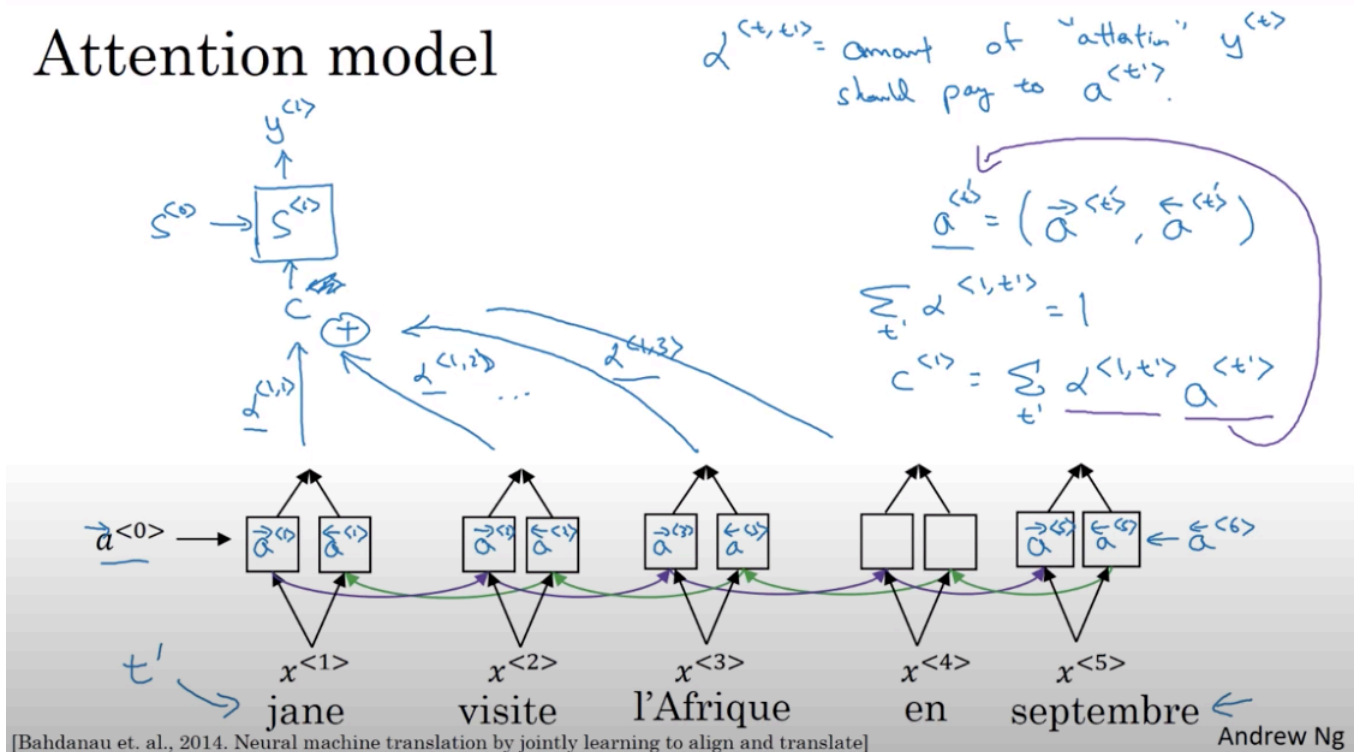 Attention model
α^{<t,t'>} = amount of "attention" y^{<t>}
should pay to a^{<t'>}.
y^{<1>}
S^{<0>} → S^{<1>}
C
+
α^{<1,1>} α^{<1,2>} ... α^{<1,3>}
a^{<t'>} = (→a^{<t'>}, ←a^{<t'>})
∑_{t'} α^{<1,t'>} = 1
c^{<1>} = ∑_{t'} α^{<1,t'>} a^{<t'>}
→a^{<0>} →a^{<1>} ←a^{<1>} →a^{<2>} ←a^{<2>} →a^{<3>} ←a^{<3>} →a^{<5>} ←a^{<5>} ← ←a^{<6>}
t' x^{<1>} x^{<2>} x^{<3>} x^{<4>} x^{<5>}
jane visite l'Afrique en septembre
[Bahdanau et. al., 2014. Neural machine translation by jointly learning to align and translate] Andrew Ng